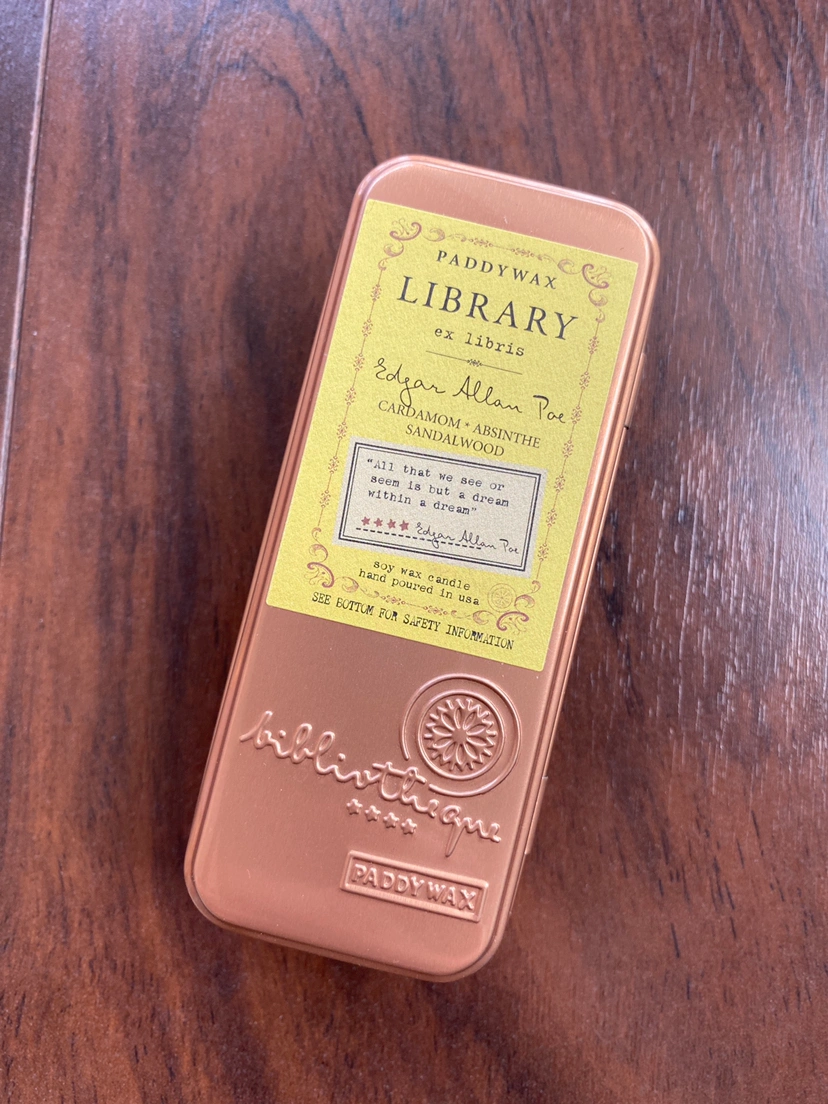 PADDYWAX
LIBRARY
ex libris
Edgar Allan Poe
CARDAMOM * ABSINTHE
SANDALWOOD
"All that we see or
seem is but a dream
within a dream"
Edgar Allan Poe
soy wax candle
hand poured in usa
SEE BOTTOM FOR SAFETY INFORMATION
bibliotheque
PADDYWAX